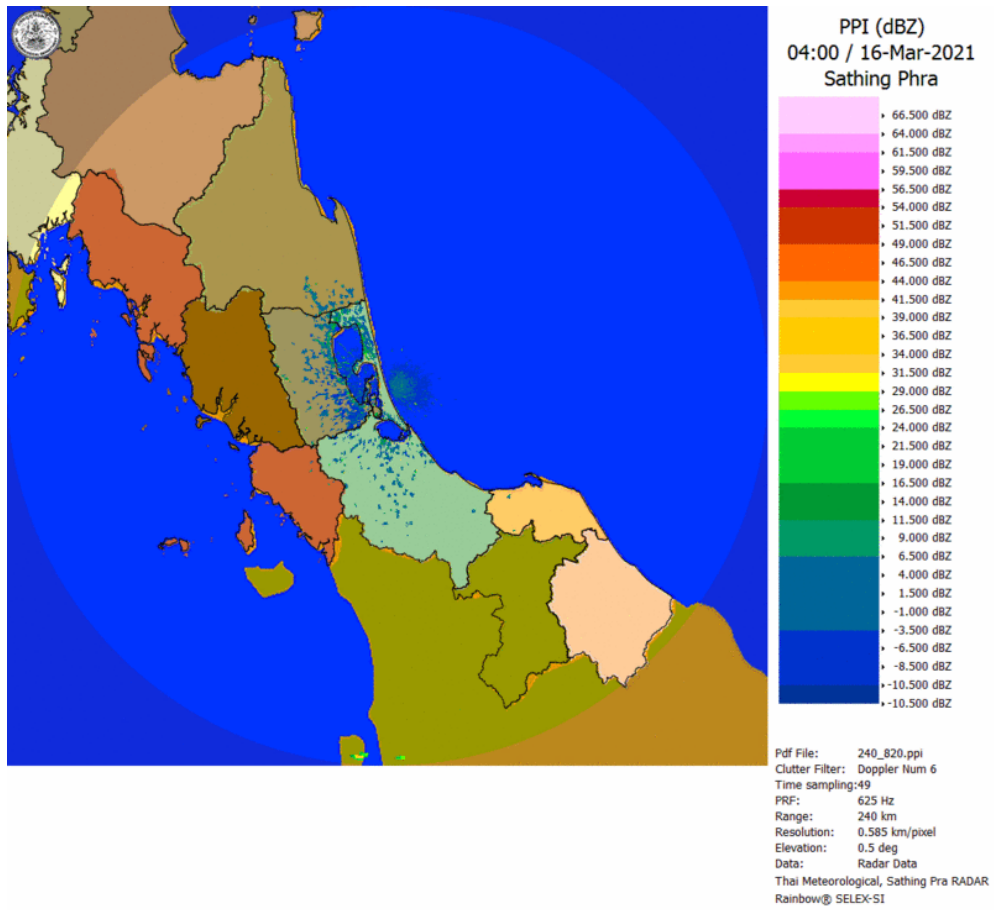 PPI (dBZ)
04:00 / 16-Mar-2021
Sathing Phra
66.500 dBZ
64.000 dBZ
61.500 dBZ
59.500 dBZ
56.500 dBZ
54.000 dBZ
51.500 dBZ
49.000 dBZ
46.500 dBZ
44.000 dBZ
41.500 dBZ
39.000 dBZ
36.500 dBZ
34.000 dBZ
31.500 dBZ
29.000 dBZ
26.500 dBZ
24.000 dBZ
21.500 dBZ
19.000 dBZ
16.500 dBZ
14.000 dBZ
11.500 dBZ
9.000 dBZ
6.500 dBZ
4.000 dBZ
1.500 dBZ
-1.000 dBZ
-3.500 dBZ
-6.500 dBZ
-8.500 dBZ
-10.500 dBZ
-10.500 dBZ
Pdf File: 240_820.ppi
Clutter Filter: Doppler Num 6
Time sampling:49
PRF: 625 Hz
Range: 240 km
Resolution: 0.585 km/pixel
Elevation: 0.5 deg
Data: Radar Data
Thai Meteorological, Sathing Pra RADAR
Rainbow® SELEX-SI